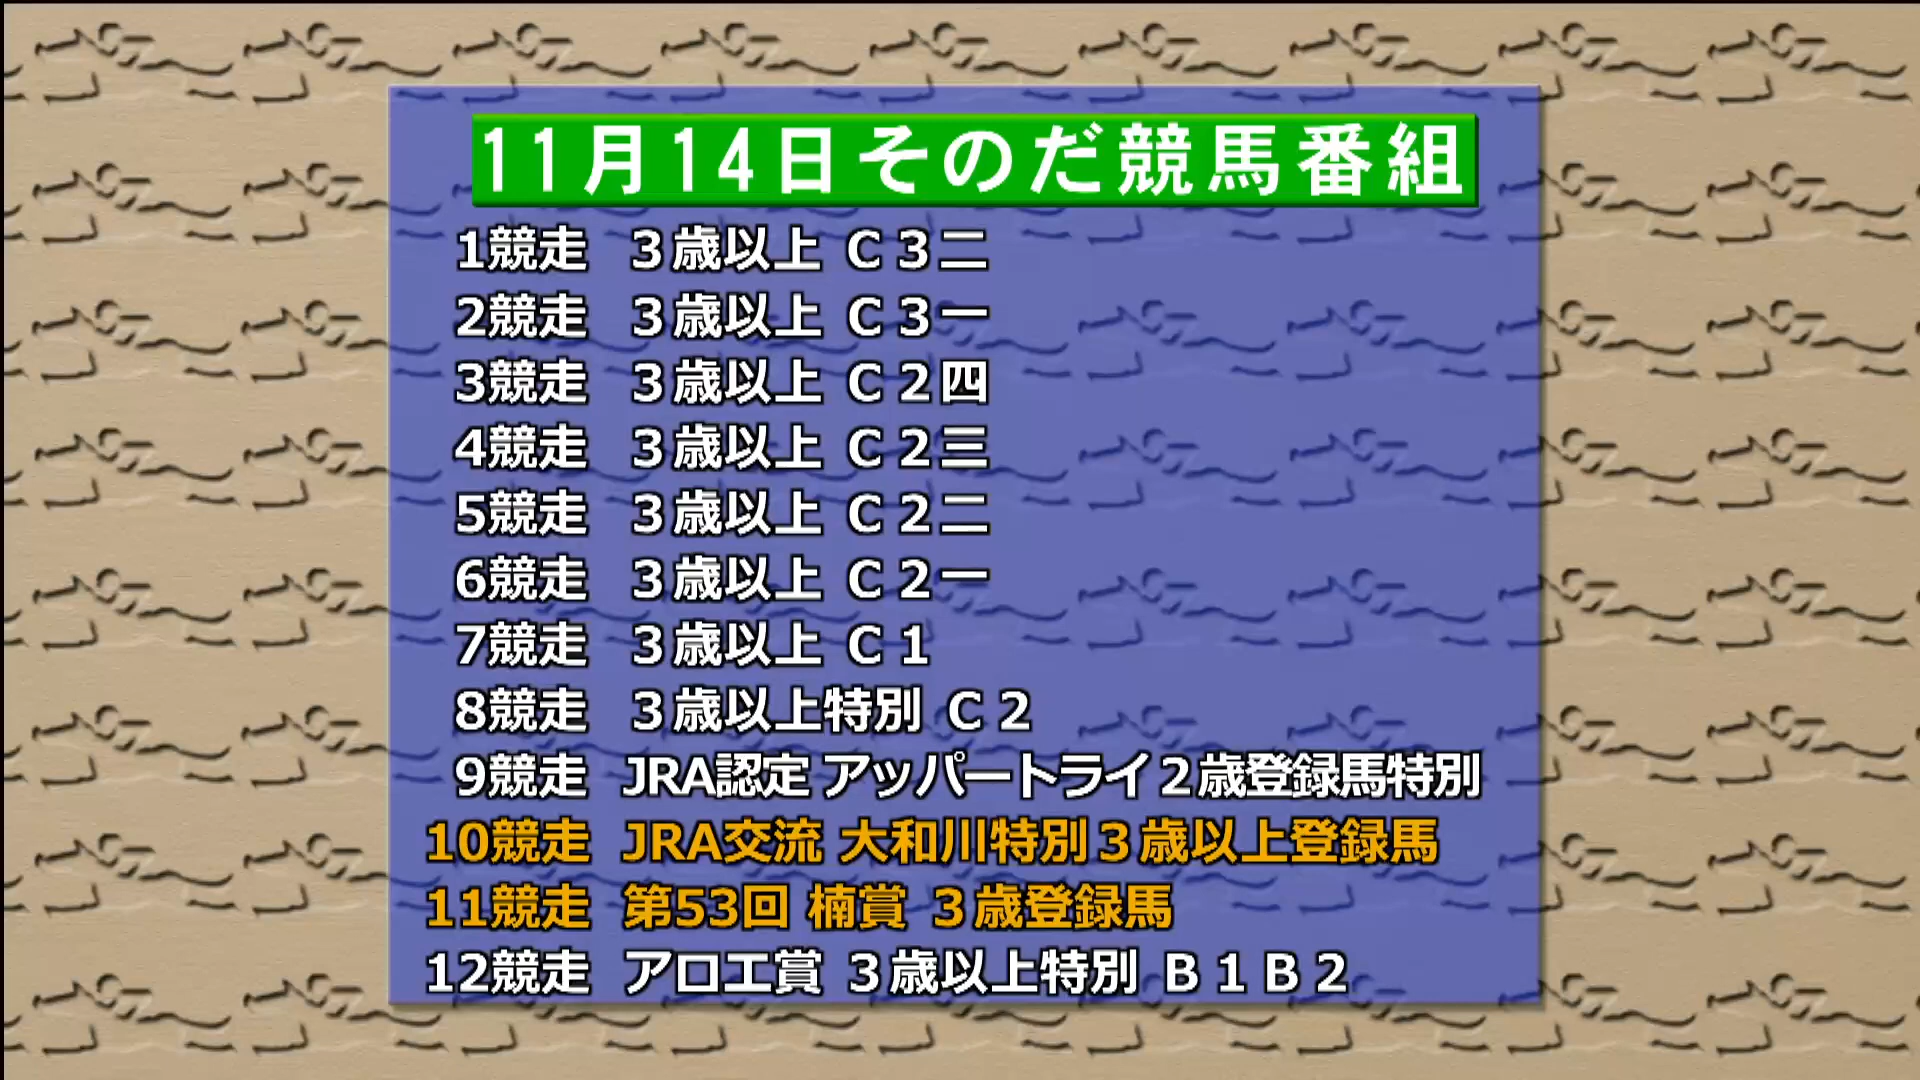 11月14日そのだ競馬番組
1競走 3歳以上 C3二
2競走 3歳以上 C3一
3競走 3歳以上 C2四
4競走 3歳以上 C2三
5競走 3歳以上 C2二
6競走 3歳以上 C2一
7競走 3歳以上 C1
8競走 3歳以上特別 C2
9競走 JRA認定 アッパートライ2歳登録馬特別
10競走 JRA交流 大和川特別3歳以上登録馬
11競走 第53回 楠賞 3歳登録馬
12競走 アロエ賞 3歳以上特別 B1B2